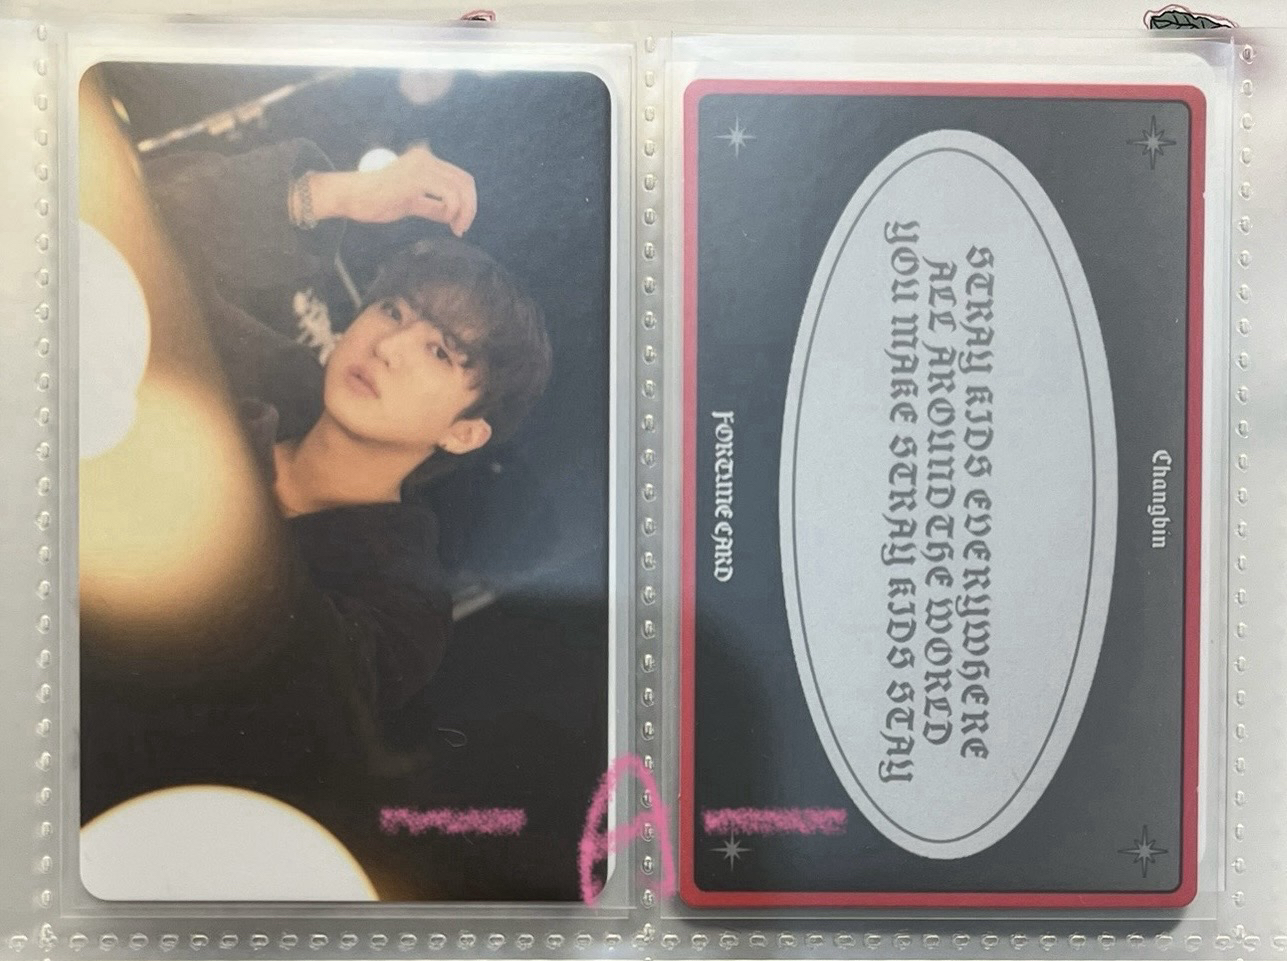 STRAY KIDS EVERYWHERE
ALL AROUND THE WORLD
YOU MAKE STRAY KIDS STAY
Changbin
FORTUNE CARD
A